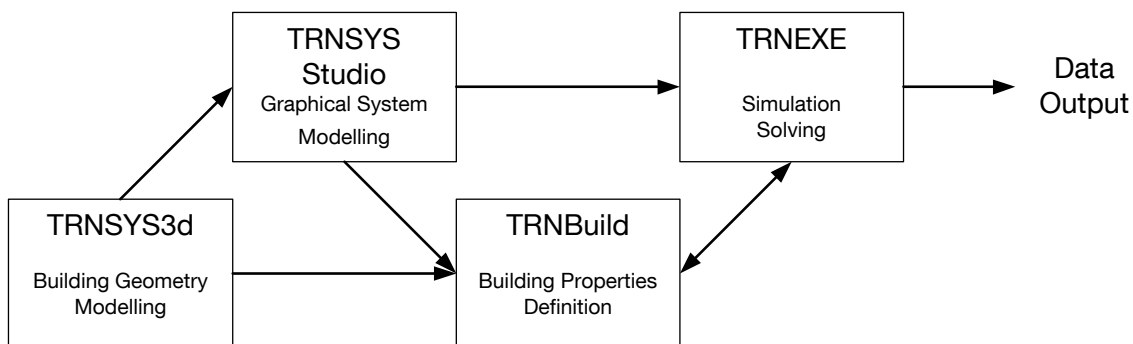 TRNSYS
Studio
Graphical System
Modelling
TRNEXE
Simulation
Solving
Data
Output
TRNSYS3d
Building Geometry
Modelling
TRNBuild
Building Properties
Definition